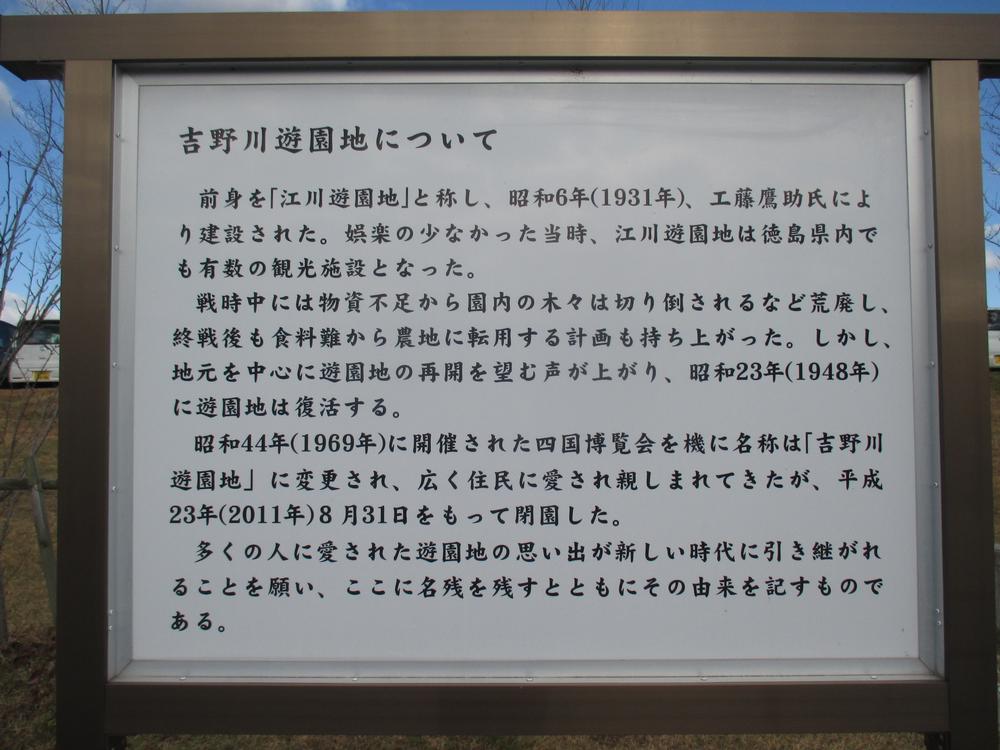 吉野川遊園地について
前身を「江川遊園地」と称し、昭和6年(1931年)、工藤鷹助氏によ
り建設された。娯楽の少なかった当時、江川遊園地は徳島県内で
も有数の観光施設となった。
戦時中には物資不足から園内の木々は切り倒されるなど荒廃し、
終戦後も食料難から農地に転用する計画も持ち上がった。しかし、
地元を中心に遊園地の再開を望む声が上がり、昭和23年(1948年)
に遊園地は復活する。
昭和44年(1969年)に開催された四国博覧会を機に名称は「吉野川
遊園地」に変更され、広く住民に愛され親しまれてきたが、平成
23年(2011年)8月31日をもって閉園した。
多くの人に愛された遊園地の思い出が新しい時代に引き継がれ
ることを願い、ここに名残を残すとともにその由来を記すもので
ある。